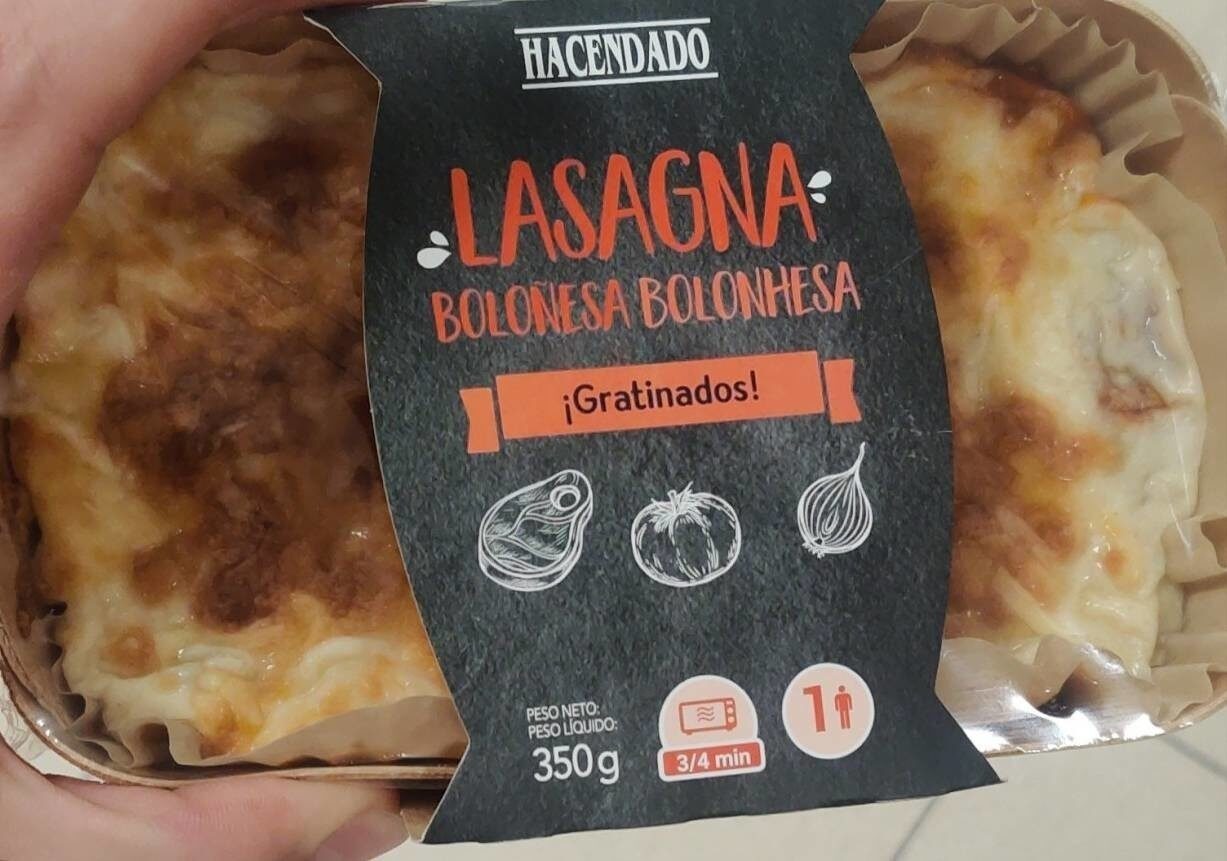 HACENDADO
LASAGNA
BOLOÑESA BOLONHESA
¡Gratinados!
PESO NETO:
PESO LÍQUIDO:
350g
3/4 min
1